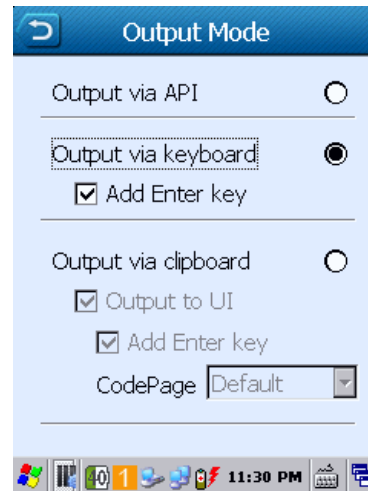 Output Mode
Output via API
Output via keyboard
Add Enter key
Output via clipboard
Output to UI
Add Enter key
CodePage Default
40 1 11:30 PM